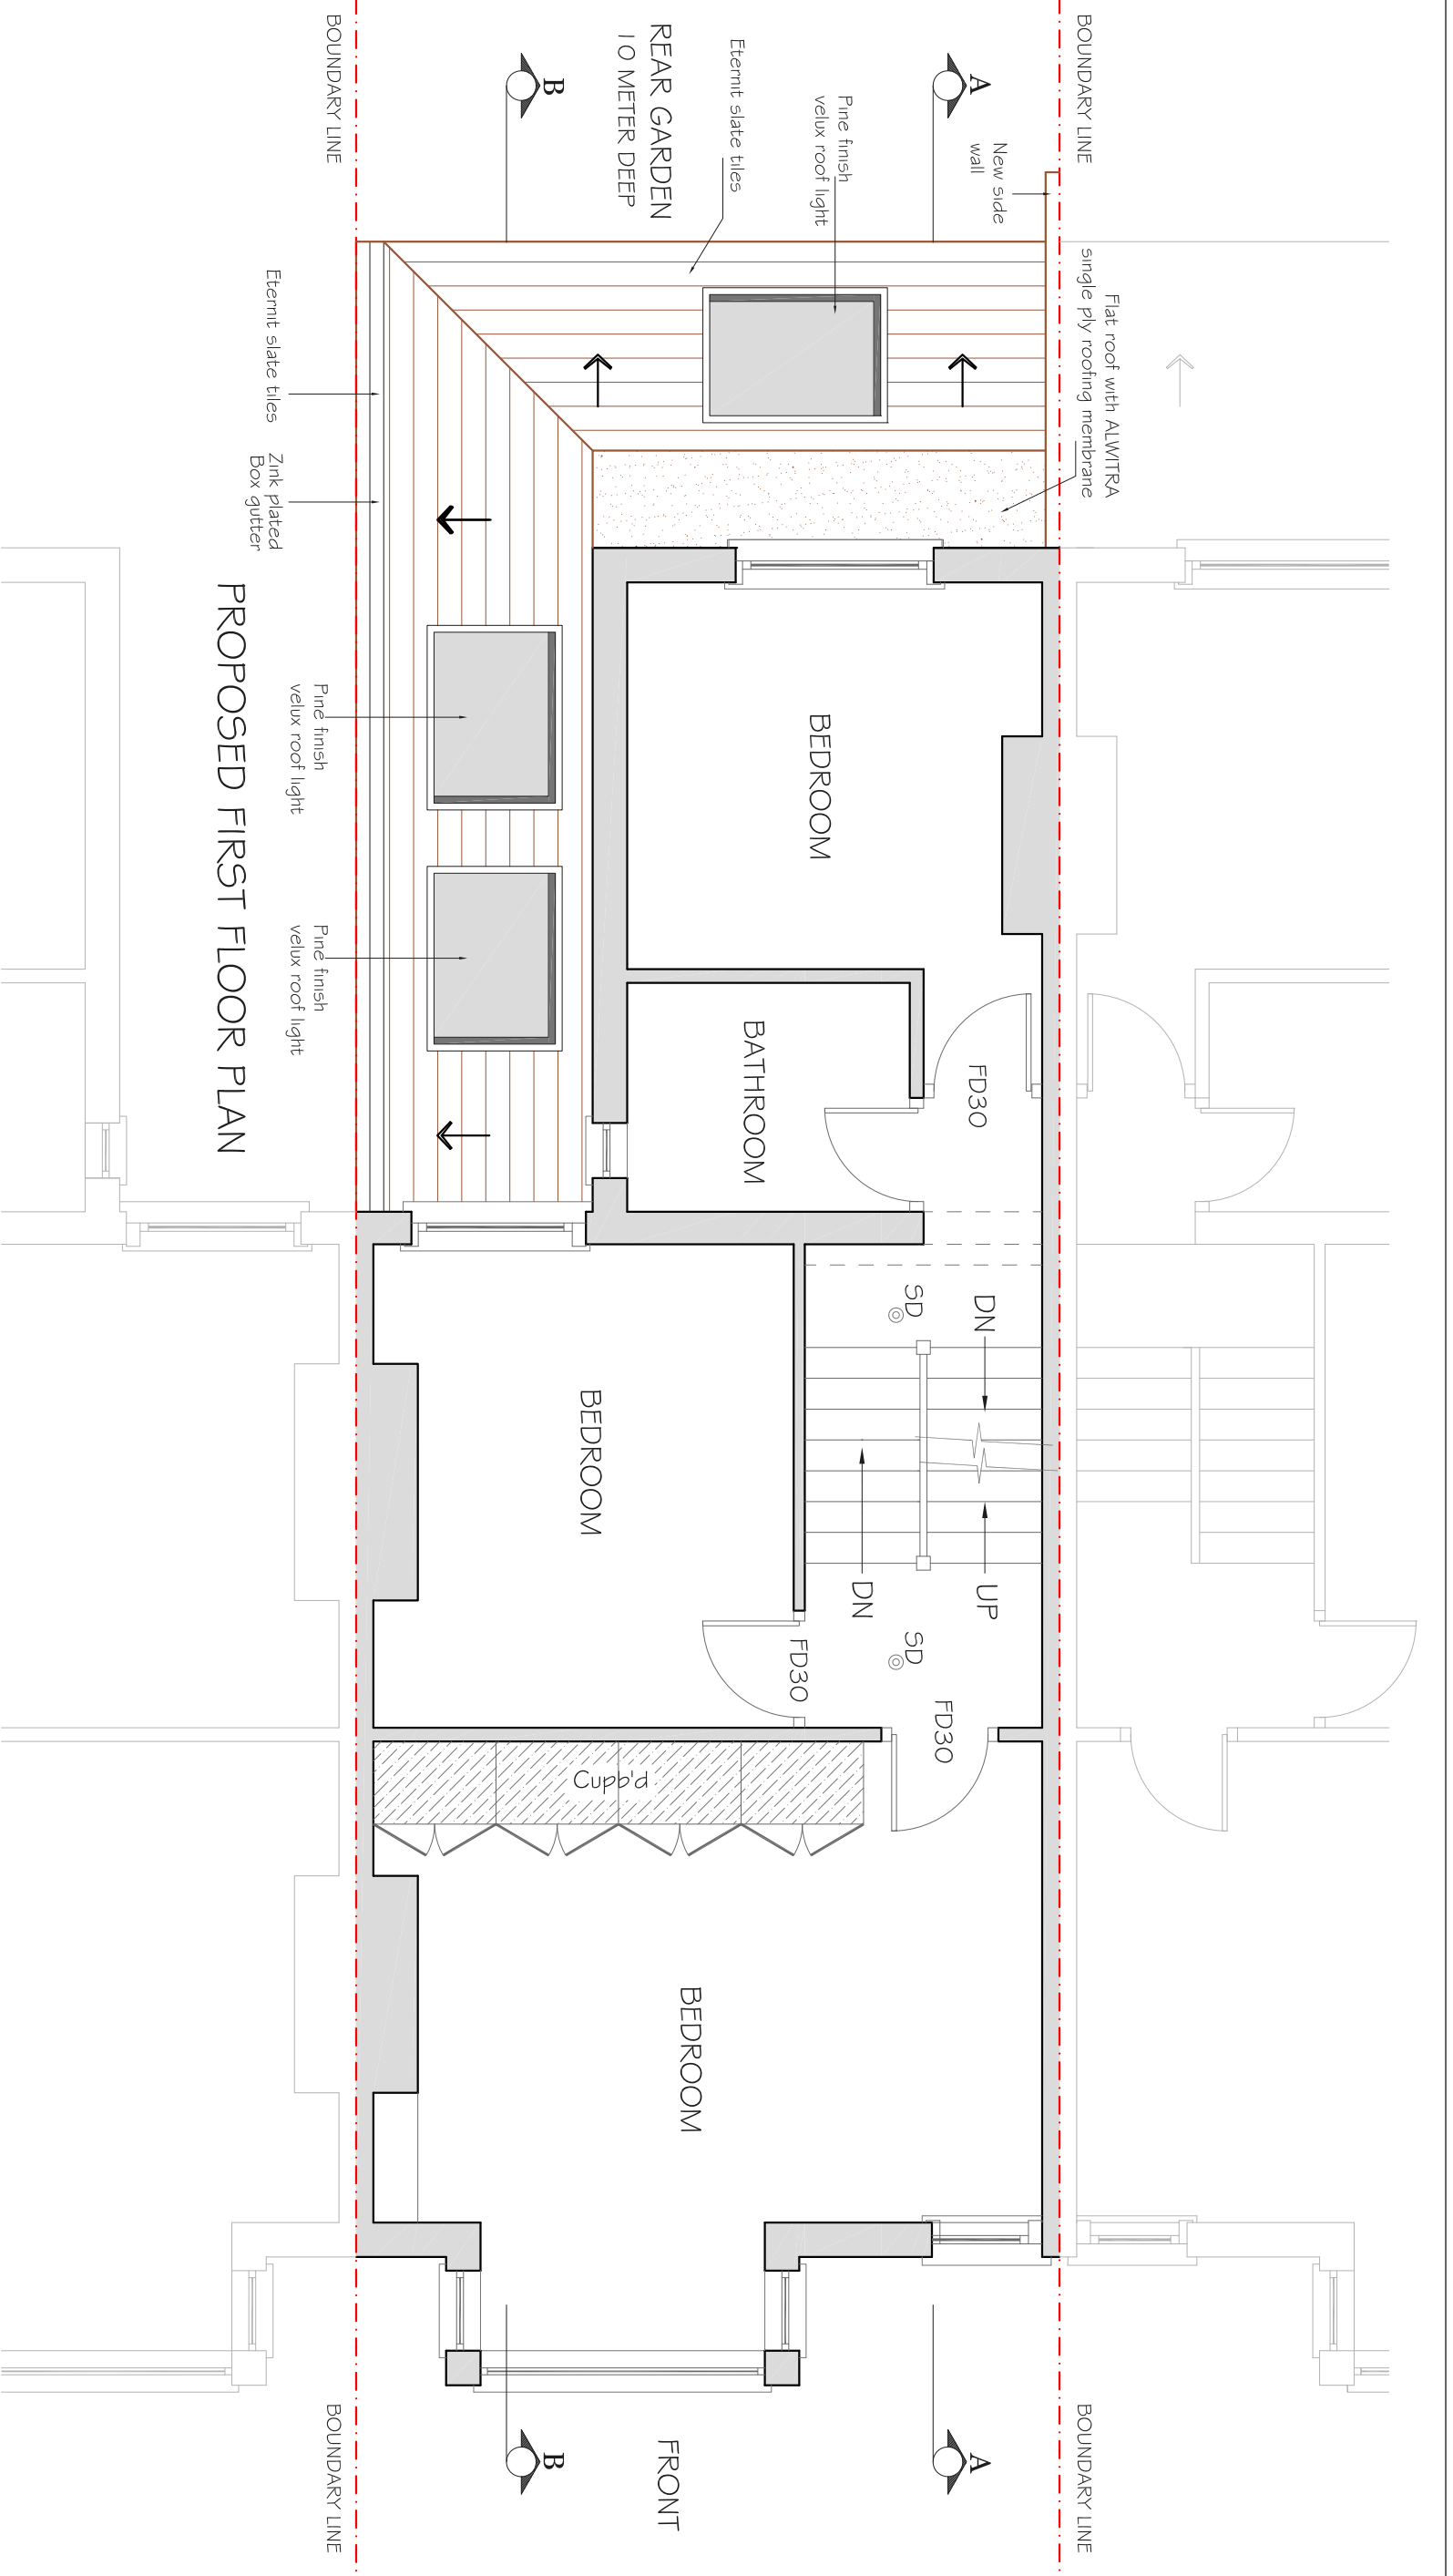 BOUNDARY LINE
BOUNDARY LINE
A
A
New side
wall
Flat roof with ALWITRA
single ply roofing membrane
Pine finish
velux roof light
Eternit slate tiles
REAR GARDEN
10 METER DEEP
B
B
BEDROOM
BATHROOM
FD30
SD
DN
DN
UP
SD
FD30
FD30
BEDROOM
Cupb'd
BEDROOM
FRONT
BOUNDARY LINE
BOUNDARY LINE
Eternit slate tiles
Zink plated
Box gutter
Pine finish
velux roof light
Pine finish
velux roof light
PROPOSED FIRST FLOOR PLAN